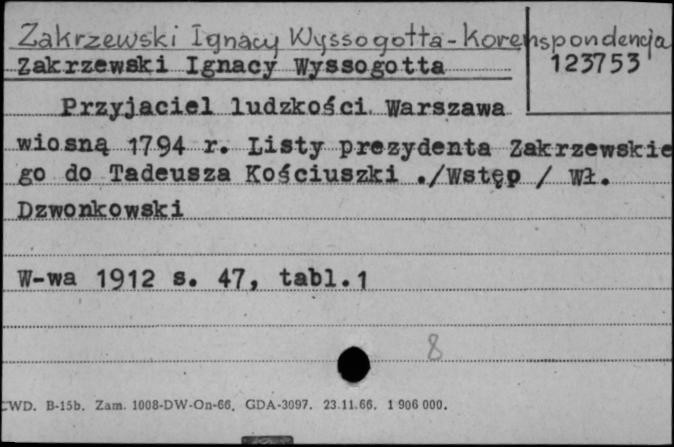 Zakrzewski Ignacy Wyssogotta - Korenspondencja
Zakrzewski Ignacy Wyssogotta
123753
Przyjaciel ludzkości. Warszawa
wiosną 1794 r. Listy prezydenta Zakrzewskie
go do Tadeusza Kościuszki ./Wstęp / Wł.
Dzwonkowski
W-wa 1912 s. 47, tabl.1
8
CWD. B-15b. Zam. 1008-DW-On-66. GDA-3097. 23.11.66. 1 906 000.